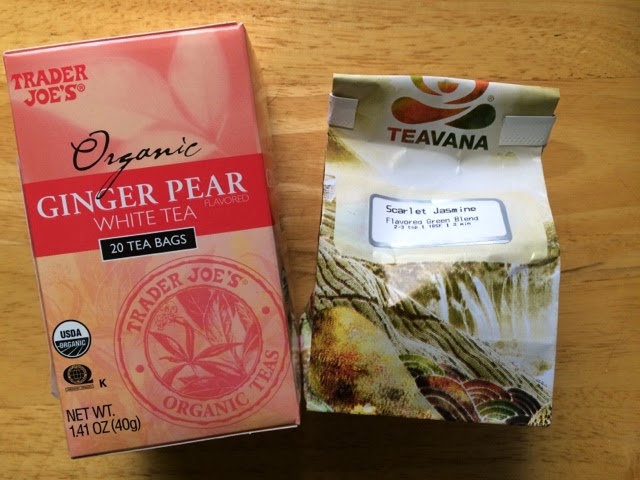 TRADER
JOE'S®
Organic
GINGER PEAR
FLAVORED
WHITE TEA
20 TEA BAGS
TRADER JOE'S®
ORGANIC TEAS
USDA
ORGANIC
K
NET WT.
1.41 OZ (40g)
TEAVANA®
Scarlet Jasmine
Flavored Green Blend